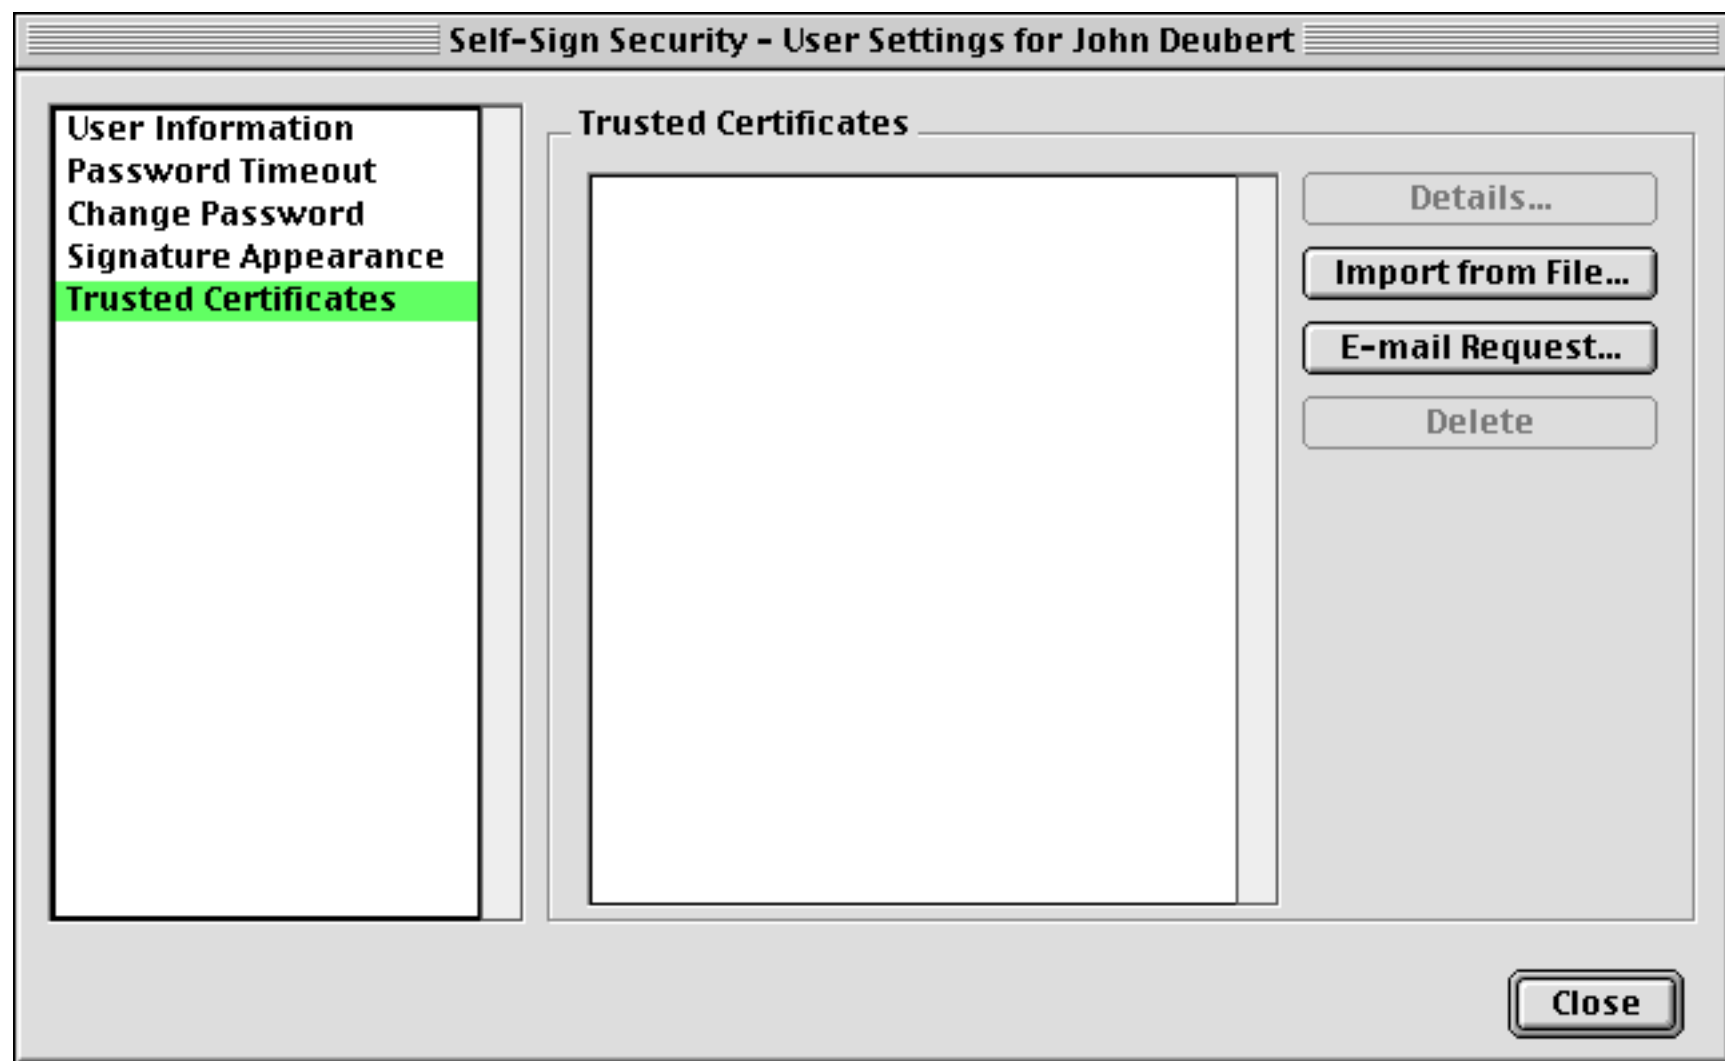 Self-Sign Security - User Settings for John Deubert
User Information
Password Timeout
Change Password
Signature Appearance
Trusted Certificates
Trusted Certificates
Details...
Import from File...
E-mail Request...
Delete
Close